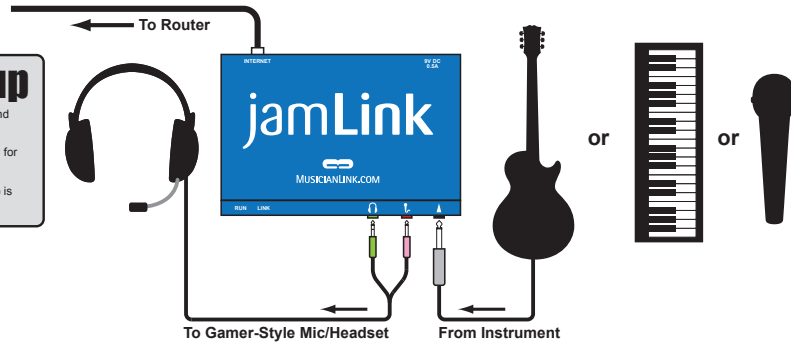 To Router
INTERNET
9V DC
0.5A
up
nd
for
is
jamLink
MUSICIANLINK.COM
RUN LINK
or
or
To Gamer-Style Mic/Headset
From Instrument